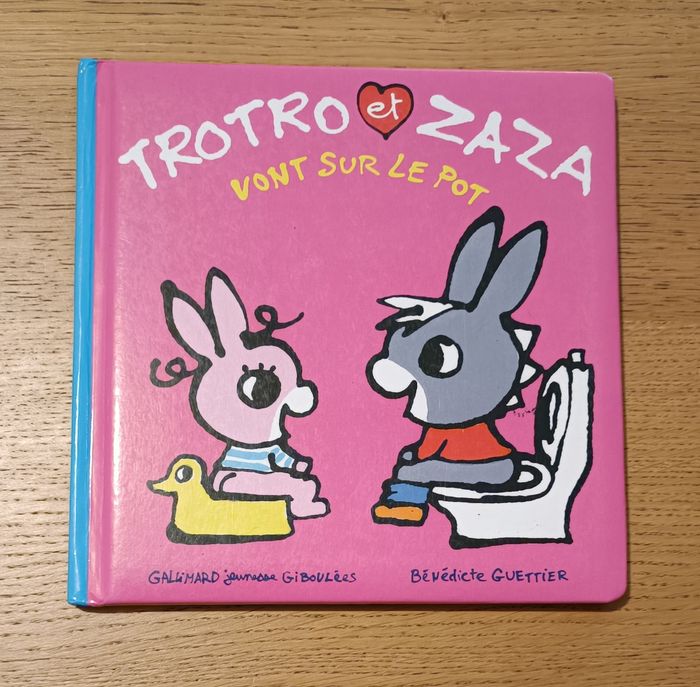 TROTRO et ZAZA
VONT SUR LE POT
GALLIMARD jeunesse GIBOULÉES
BÉNÉDICTE GUETTIER